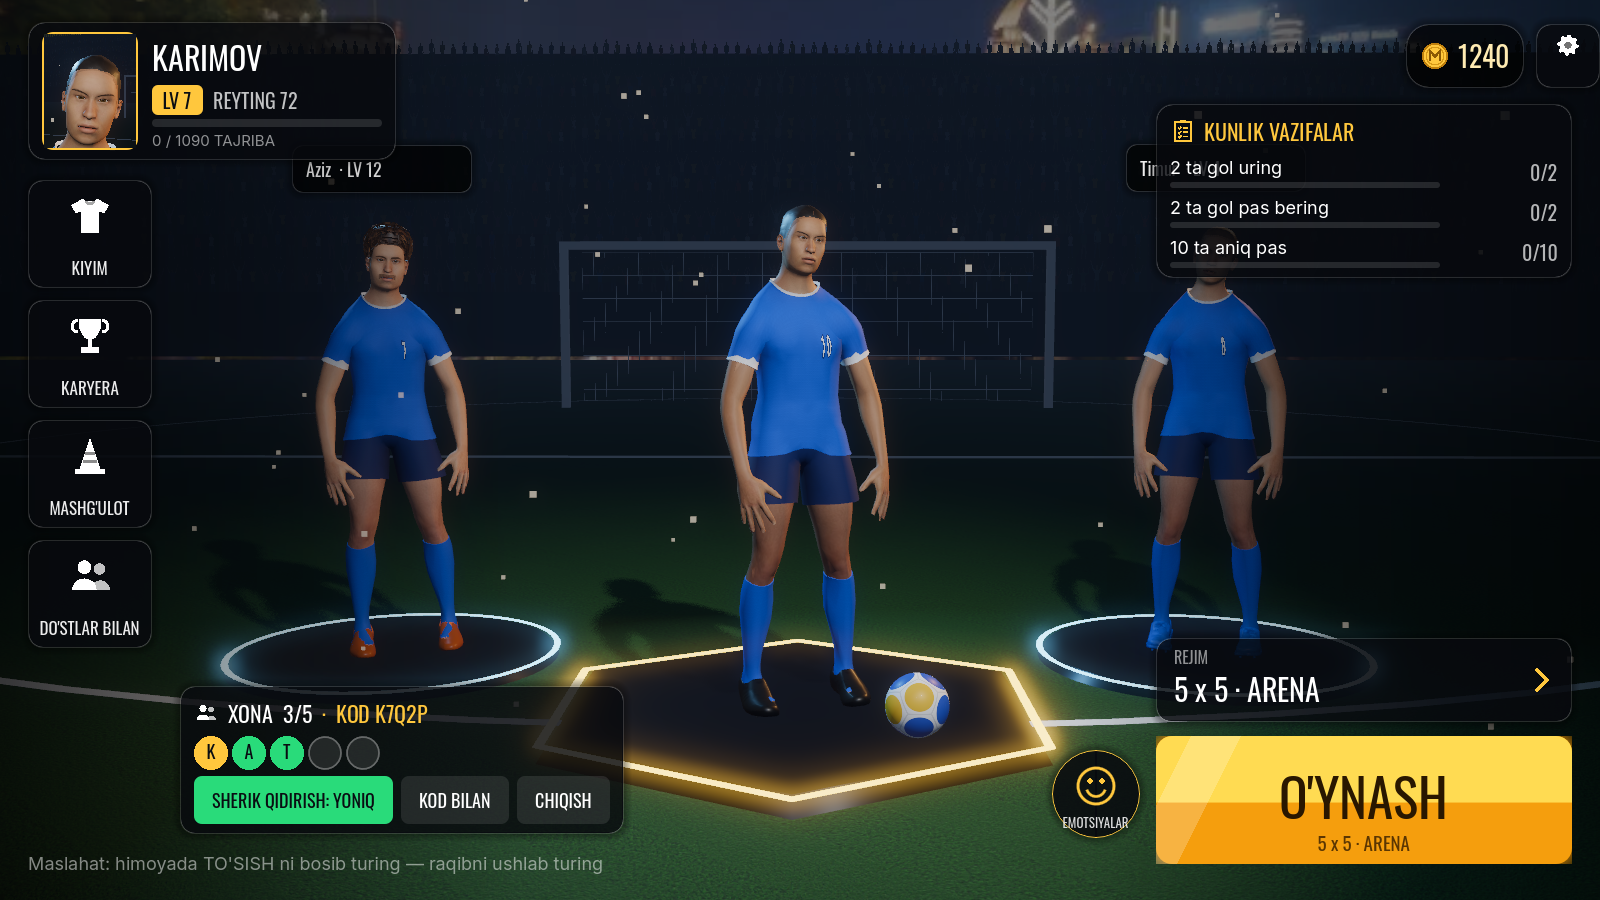 KARIMOV
LV 7 REYTING 72
0 / 1090 TAJRIBA
1240
Aziz · LV 12
KUNLIK VAZIFALAR
2 ta gol uring 0/2
2 ta gol pas bering 0/2
10 ta aniq pas 0/10
KIYIM
KARYERA
MASHG'ULOT
DO'STLAR BILAN
10
REJIM
5 x 5 · ARENA
XONA 3/5 · KOD K7Q2P
K A T
SHERIK QIDIRISH: YONIQ
KOD BILAN
CHIQISH
EMOTSIYALAR
O'YNASH
5 x 5 · ARENA
Maslahat: himoyada TO'SISH ni bosib turing — raqibni ushlab turing